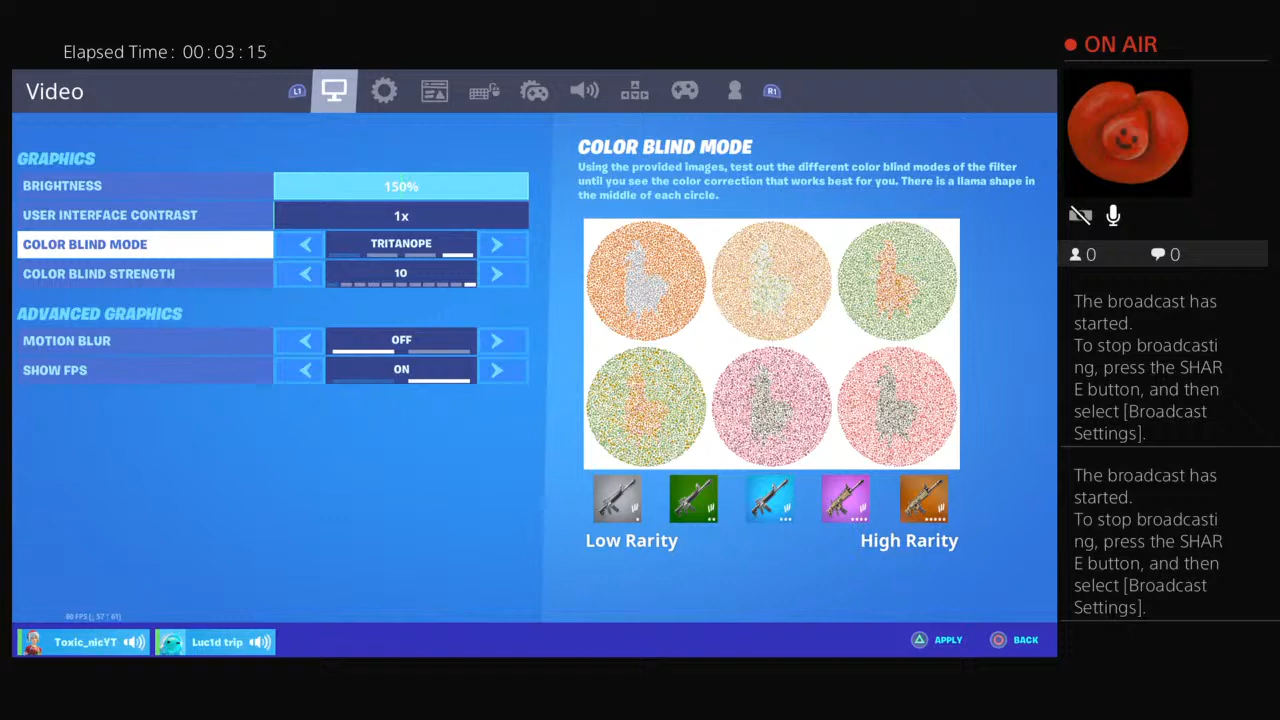 Elapsed Time: 00:03:15
ON AIR
Video
L1
R1
GRAPHICS
BRIGHTNESS
150%
USER INTERFACE CONTRAST
1x
COLOR BLIND MODE
TRITANOPE
COLOR BLIND STRENGTH
10
ADVANCED GRAPHICS
MOTION BLUR
OFF
SHOW FPS
ON
COLOR BLIND MODE
Using the provided images, test out the different color blind modes of the filter
until you see the color correction that works best for you. There is a llama shape in
the middle of each circle.
Low Rarity
High Rarity
0
0
The broadcast has
started.
To stop broadcasti
ng, press the SHAR
E button, and then
select [Broadcast
Settings].
The broadcast has
started.
To stop broadcasti
ng, press the SHAR
E button, and then
select [Broadcast
Settings].
Toxic_nicYT
Luc1d trip
APPLY
BACK